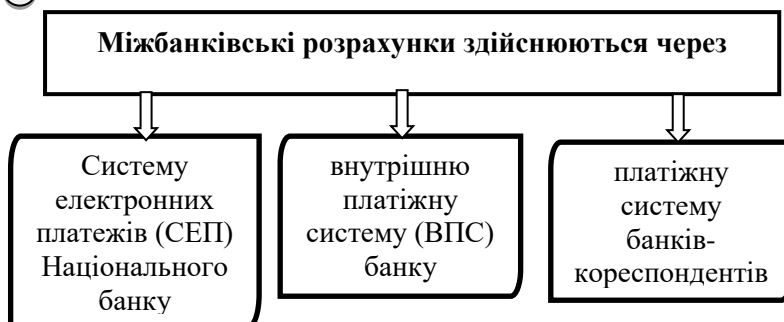 Міжбанківські розрахунки здійснюються через
Систему
електронних
платежів (СЕП)
Національного
банку
внутрішню
платіжну
систему (ВПС)
банку
платіжну
систему
банків-
кореспондентів